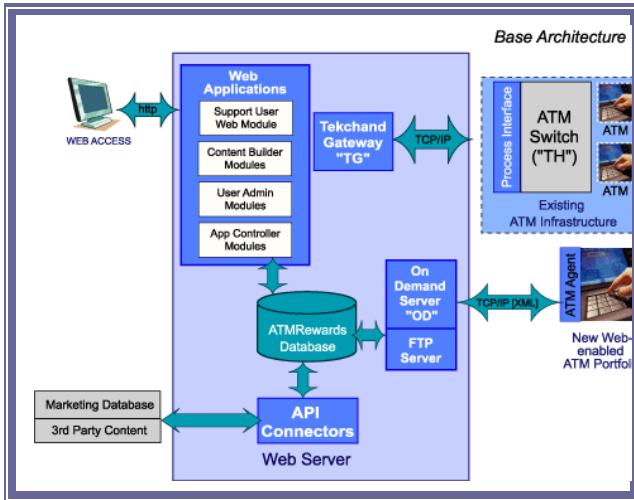 Base Architecture
Web
Applications
Support User
Web Module
Content Builder
Modules
User Admin
Modules
App Controller
Modules
http
WEB ACCESS
Tekchand
Gateway
"TG"
TCP/IP
Process Interface
ATM
Switch
("TH")
ATM
ATM
Existing
ATM Infrastructure
On
Demand
Server
"OD"
FTP
Server
TCP/IP [XML]
ATM Agent
New Web-
enabled
ATM Portfoli
ATMRewards
Database
Marketing Database
3rd Party Content
API
Connectors
Web Server